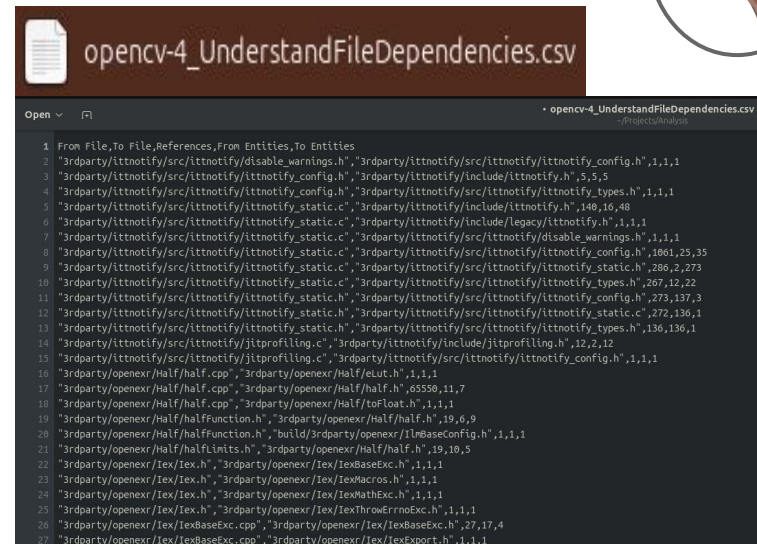 opencv-4_UnderstandFileDependencies.csv
Open
• opencv-4_UnderstandFileDependencies.csv
~/Projects/Analysis
1 From File,To File,References,From Entities,To Entities
2 "3rdparty/ittnotify/src/ittnotify/disable_warnings.h","3rdparty/ittnotify/src/ittnotify/ittnotify_config.h",1,1,1
3 "3rdparty/ittnotify/src/ittnotify/ittnotify_config.h","3rdparty/ittnotify/include/ittnotify.h",5,5,5
4 "3rdparty/ittnotify/src/ittnotify/ittnotify_config.h","3rdparty/ittnotify/src/ittnotify/ittnotify_types.h",1,1,1
5 "3rdparty/ittnotify/src/ittnotify/ittnotify_static.c","3rdparty/ittnotify/include/ittnotify.h",140,16,48
6 "3rdparty/ittnotify/src/ittnotify/ittnotify_static.c","3rdparty/ittnotify/include/legacy/ittnotify.h",1,1,1
7 "3rdparty/ittnotify/src/ittnotify/ittnotify_static.c","3rdparty/ittnotify/src/ittnotify/disable_warnings.h",1,1,1
8 "3rdparty/ittnotify/src/ittnotify/ittnotify_static.c","3rdparty/ittnotify/src/ittnotify/ittnotify_config.h",1061,25,35
9 "3rdparty/ittnotify/src/ittnotify/ittnotify_static.c","3rdparty/ittnotify/src/ittnotify/ittnotify_static.h",286,2,273
10 "3rdparty/ittnotify/src/ittnotify/ittnotify_static.c","3rdparty/ittnotify/src/ittnotify/ittnotify_types.h",267,12,22
11 "3rdparty/ittnotify/src/ittnotify/ittnotify_static.h","3rdparty/ittnotify/src/ittnotify/ittnotify_config.h",273,137,3
12 "3rdparty/ittnotify/src/ittnotify/ittnotify_static.h","3rdparty/ittnotify/src/ittnotify/ittnotify_static.c",272,136,1
13 "3rdparty/ittnotify/src/ittnotify/ittnotify_static.h","3rdparty/ittnotify/src/ittnotify/ittnotify_types.h",136,136,1
14 "3rdparty/ittnotify/src/ittnotify/jitprofiling.c","3rdparty/ittnotify/include/jitprofiling.h",12,2,12
15 "3rdparty/ittnotify/src/ittnotify/jitprofiling.c","3rdparty/ittnotify/src/ittnotify/ittnotify_config.h",1,1,1
16 "3rdparty/openexr/Half/half.cpp","3rdparty/openexr/Half/eLut.h",1,1,1
17 "3rdparty/openexr/Half/half.cpp","3rdparty/openexr/Half/half.h",65550,11,7
18 "3rdparty/openexr/Half/half.cpp","3rdparty/openexr/Half/toFloat.h",1,1,1
19 "3rdparty/openexr/Half/halfFunction.h","3rdparty/openexr/Half/half.h",19,6,9
20 "3rdparty/openexr/Half/halfFunction.h","build/3rdparty/openexr/IlmBaseConfig.h",1,1,1
21 "3rdparty/openexr/Half/halfLimits.h","3rdparty/openexr/Half/half.h",19,10,5
22 "3rdparty/openexr/Iex/Iex.h","3rdparty/openexr/Iex/IexBaseExc.h",1,1,1
23 "3rdparty/openexr/Iex/Iex.h","3rdparty/openexr/Iex/IexMacros.h",1,1,1
24 "3rdparty/openexr/Iex/Iex.h","3rdparty/openexr/Iex/IexMathExc.h",1,1,1
25 "3rdparty/openexr/Iex/Iex.h","3rdparty/openexr/Iex/IexThrowErrnoExc.h",1,1,1
26 "3rdparty/openexr/Iex/IexBaseExc.cpp","3rdparty/openexr/Iex/IexBaseExc.h",27,17,4
27 "3rdparty/openexr/Iex/IexBaseExc.cpp","3rdparty/openexr/Iex/IexExport.h",1,1,1